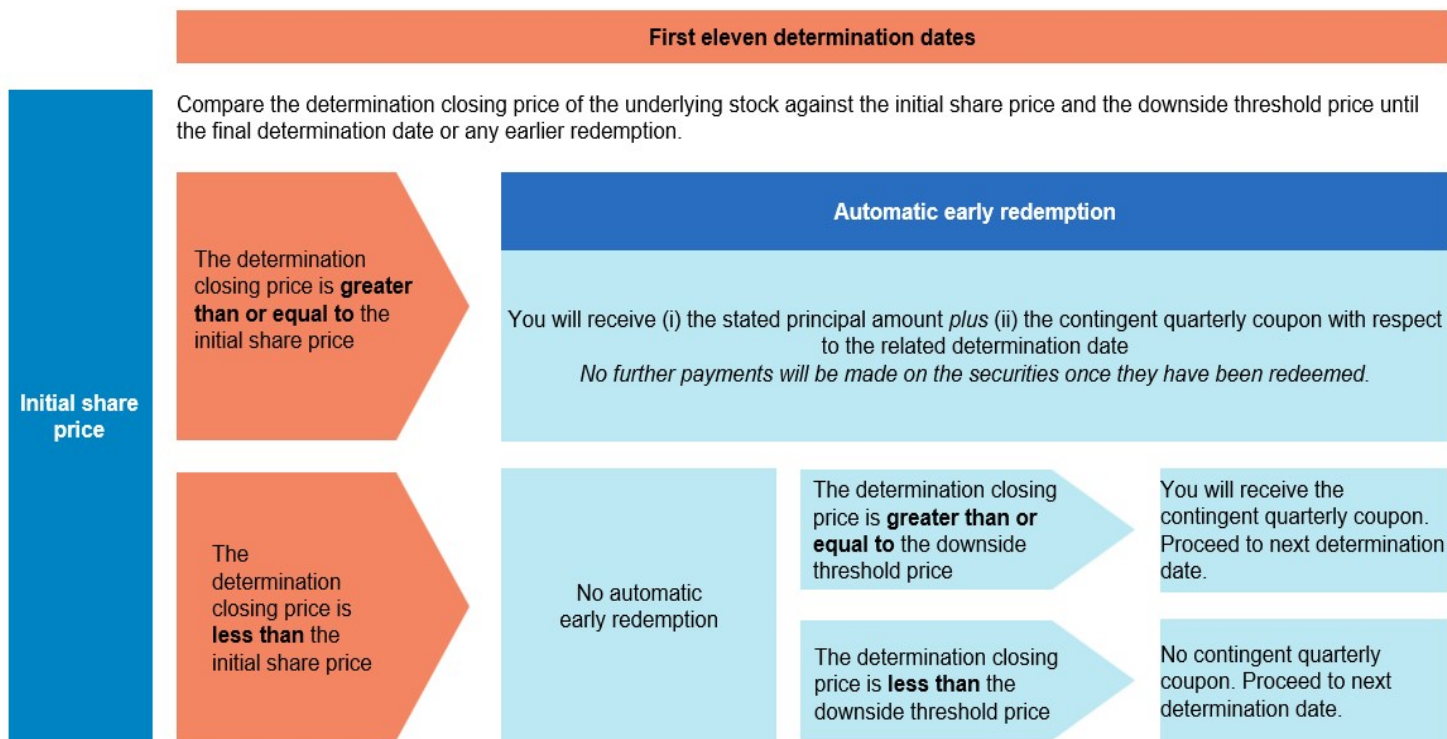 First eleven determination dates
Compare the determination closing price of the underlying stock against the initial share price and the downside threshold price until
the final determination date or any earlier redemption.
Initial share
price
The determination
closing price is greater
than or equal to the
initial share price
Automatic early redemption
You will receive (i) the stated principal amount plus (ii) the contingent quarterly coupon with respect
to the related determination date
No further payments will be made on the securities once they have been redeemed.
The
determination
closing price is
less than the
initial share price
No automatic
early redemption
The determination closing
price is greater than or
equal to the downside
threshold price
You will receive the
contingent quarterly coupon.
Proceed to next determination
date.
The determination closing
price is less than the
downside threshold price
No contingent quarterly
coupon. Proceed to next
determination date.